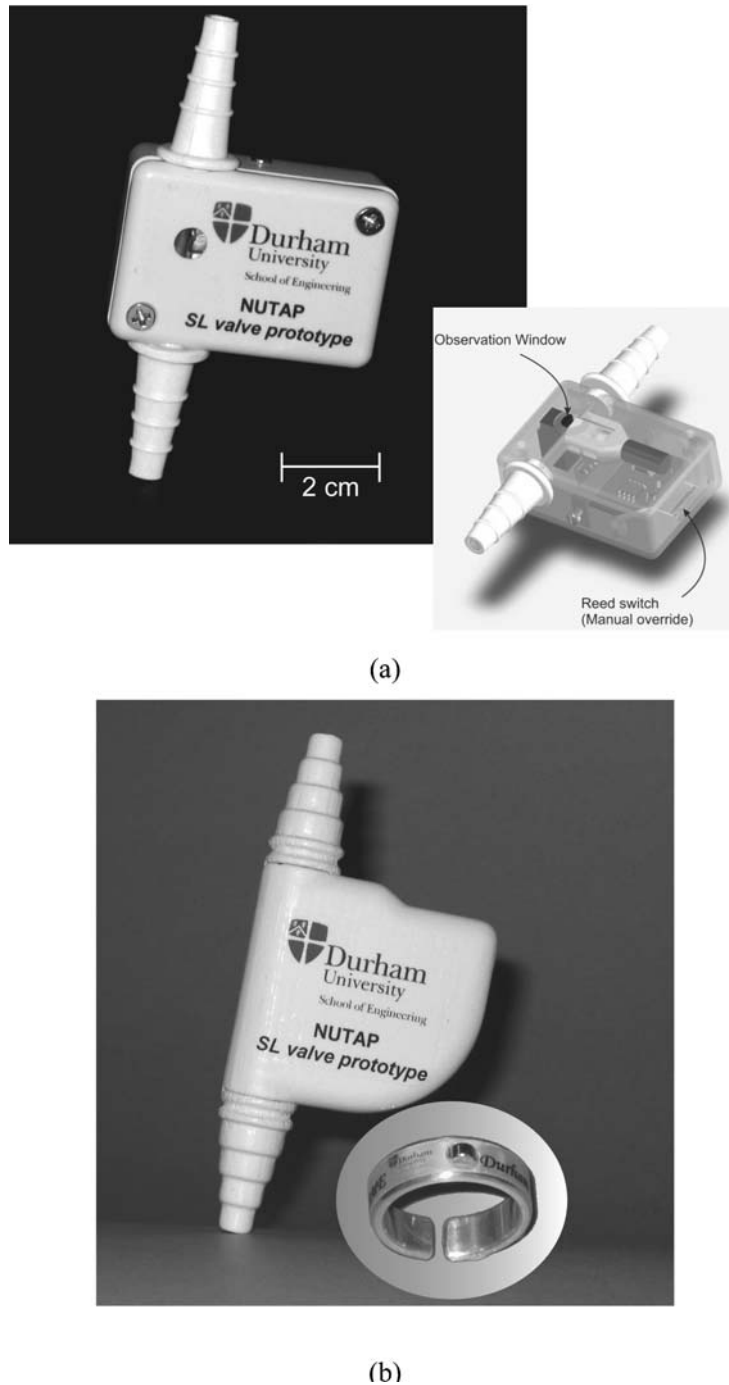 Durham
University
School of Engineering
NUTAP
SL valve prototype
2 cm
Observation Window
Reed switch
(Manual override)
(a)
Durham
University
School of Engineering
NUTAP
SL valve prototype
Durham
Durham
(b)